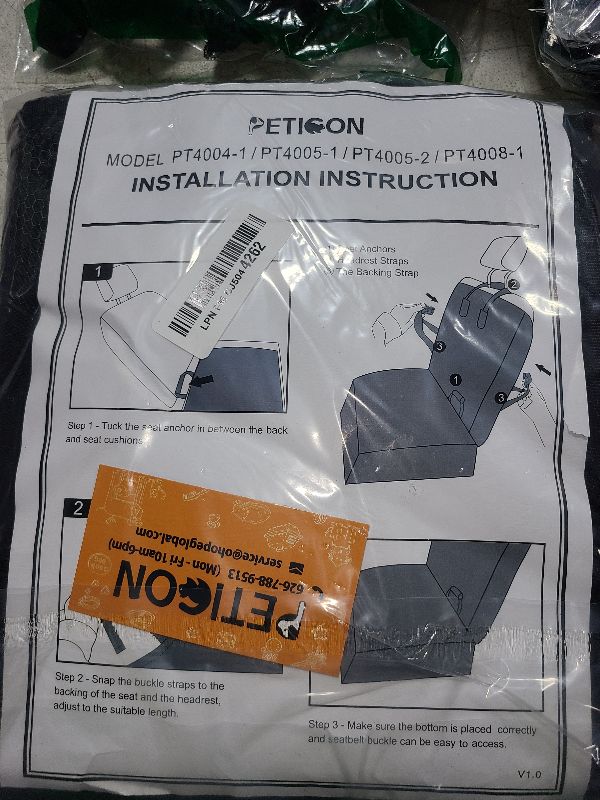 PETICON
MODEL PT4004-1 / PT4005-1 / PT4005-2 / PT4008-1
INSTALLATION INSTRUCTION
Anchors
Straps
The Backing Strap
1
LPN
4262
2
3
1
3
Step 1 - Tuck the seat anchor in between the back
and seat cushions
2
PETICON
626-788-9513 (Mon - Fri 10am-6pm)
service@ohopeglobal.com
Step 2 - Snap the buckle straps to the
backing of the seat and the headrest,
adjust to the suitable length.
Step 3 - Make sure the bottom is placed correctly
and seatbelt buckle can be easy to access.
V1.0